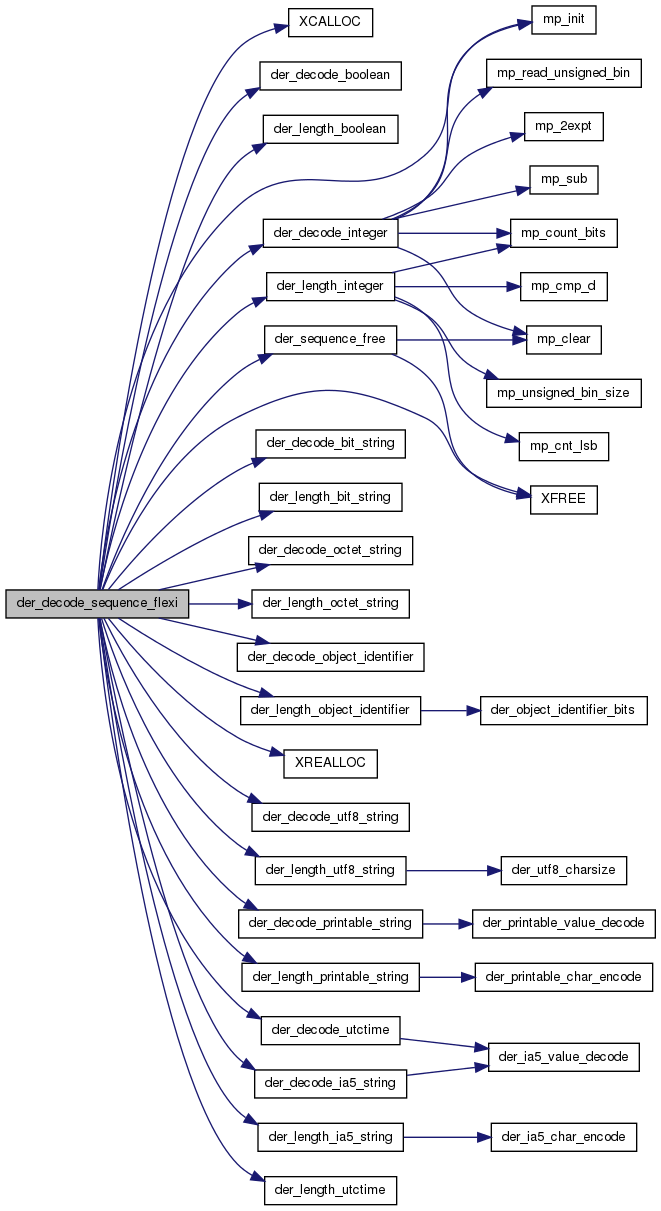 XCALLOC
mp_init
der_decode_boolean
mp_read_unsigned_bin
der_length_boolean
mp_2expt
mp_sub
der_decode_integer
mp_count_bits
der_length_integer
mp_cmp_d
der_sequence_free
mp_clear
mp_unsigned_bin_size
der_decode_bit_string
mp_cnt_lsb
der_length_bit_string
XFREE
der_decode_octet_string
der_decode_sequence_flexi
der_length_octet_string
der_decode_object_identifier
der_length_object_identifier
der_object_identifier_bits
XREALLOC
der_decode_utf8_string
der_length_utf8_string
der_utf8_charsize
der_decode_printable_string
der_printable_value_decode
der_length_printable_string
der_printable_char_encode
der_decode_utctime
der_ia5_value_decode
der_decode_ia5_string
der_length_ia5_string
der_ia5_char_encode
der_length_utctime